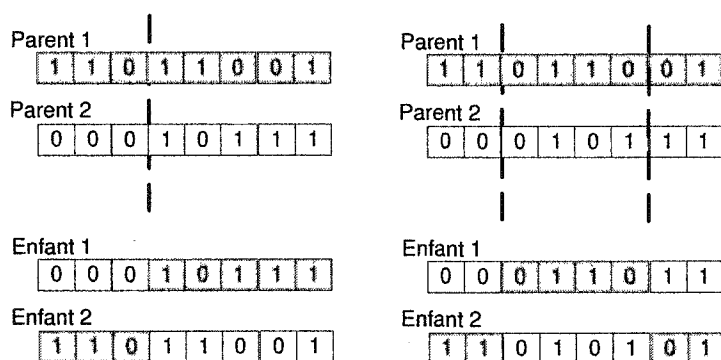 Parent 1
1 1 0 1 1 0 0 1
Parent 2
0 0 0 1 0 1 1 1
Enfant 1
0 0 0 1 0 1 1 1
Enfant 2
1 1 0 1 1 0 0 1
Parent 1
1 1 0 1 1 0 0 1
Parent 2
0 0 0 1 0 1 1 1
Enfant 1
0 0 0 1 1 0 1 1
Enfant 2
1 1 0 1 0 1 0 1